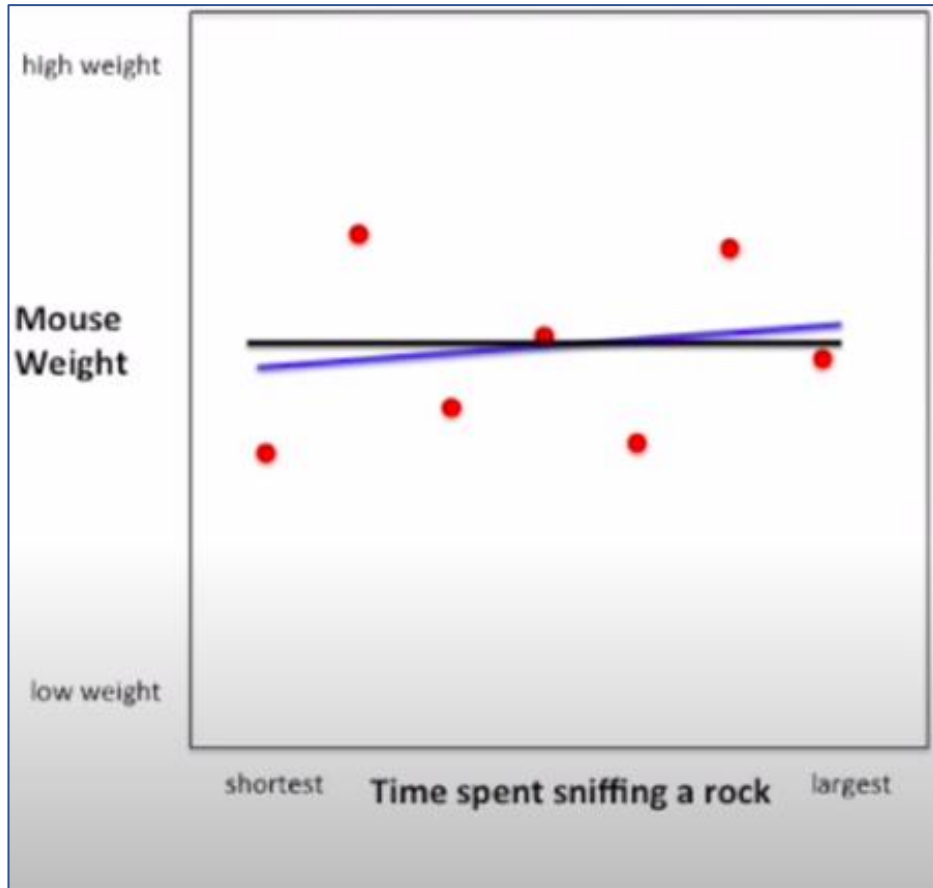 high weight
Mouse
Weight
low weight
shortest
Time spent sniffing a rock
largest